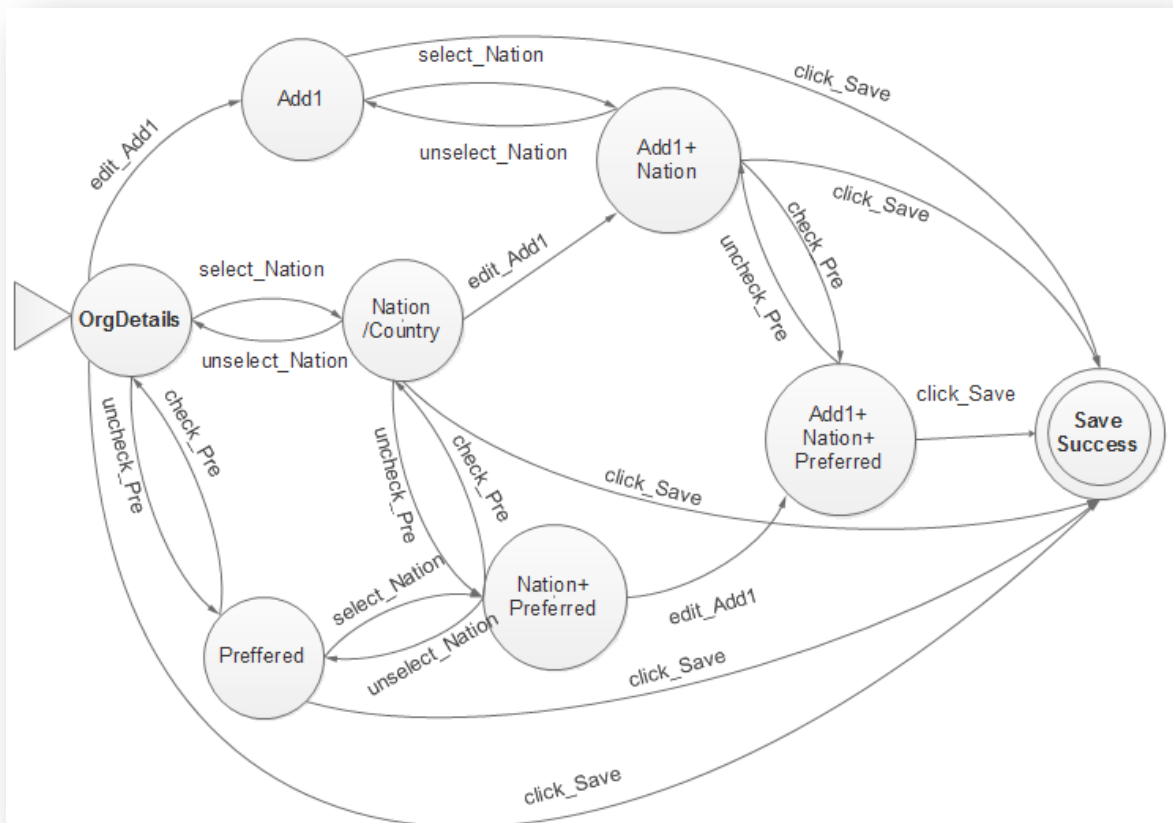 select_Nation
click_Save
Add1
edit_Add1
unselect_Nation
Add1+
Nation
click_Save
check_Pre
uncheck_Pre
select_Nation
edit_Add1
OrgDetails
Nation
/Country
unselect_Nation
check_Pre
uncheck_Pre
uncheck_Pre
check_Pre
Add1+
Nation+
Preferred
click_Save
Save
Success
click_Save
select_Nation
Nation+
Preferred
edit_Add1
unselect_Nation
Preffered
click_Save
click_Save